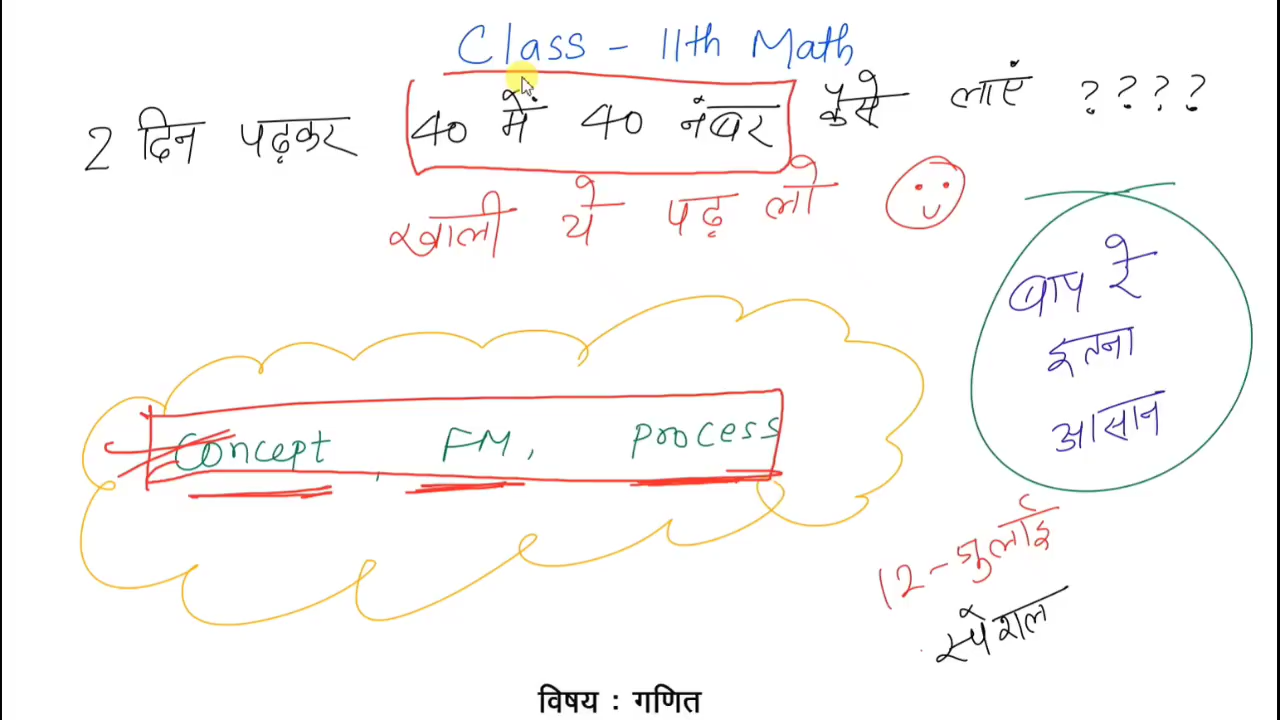 Class - 11th Math
2 दिन पढ़कर 40 में 40 नंबर कैसे लाएं ????
खाली ये पढ़ लो
बाप रे
इतना
आसान
Concept, FM, process
12-जुलाई
स्पेशल
विषय : गणित